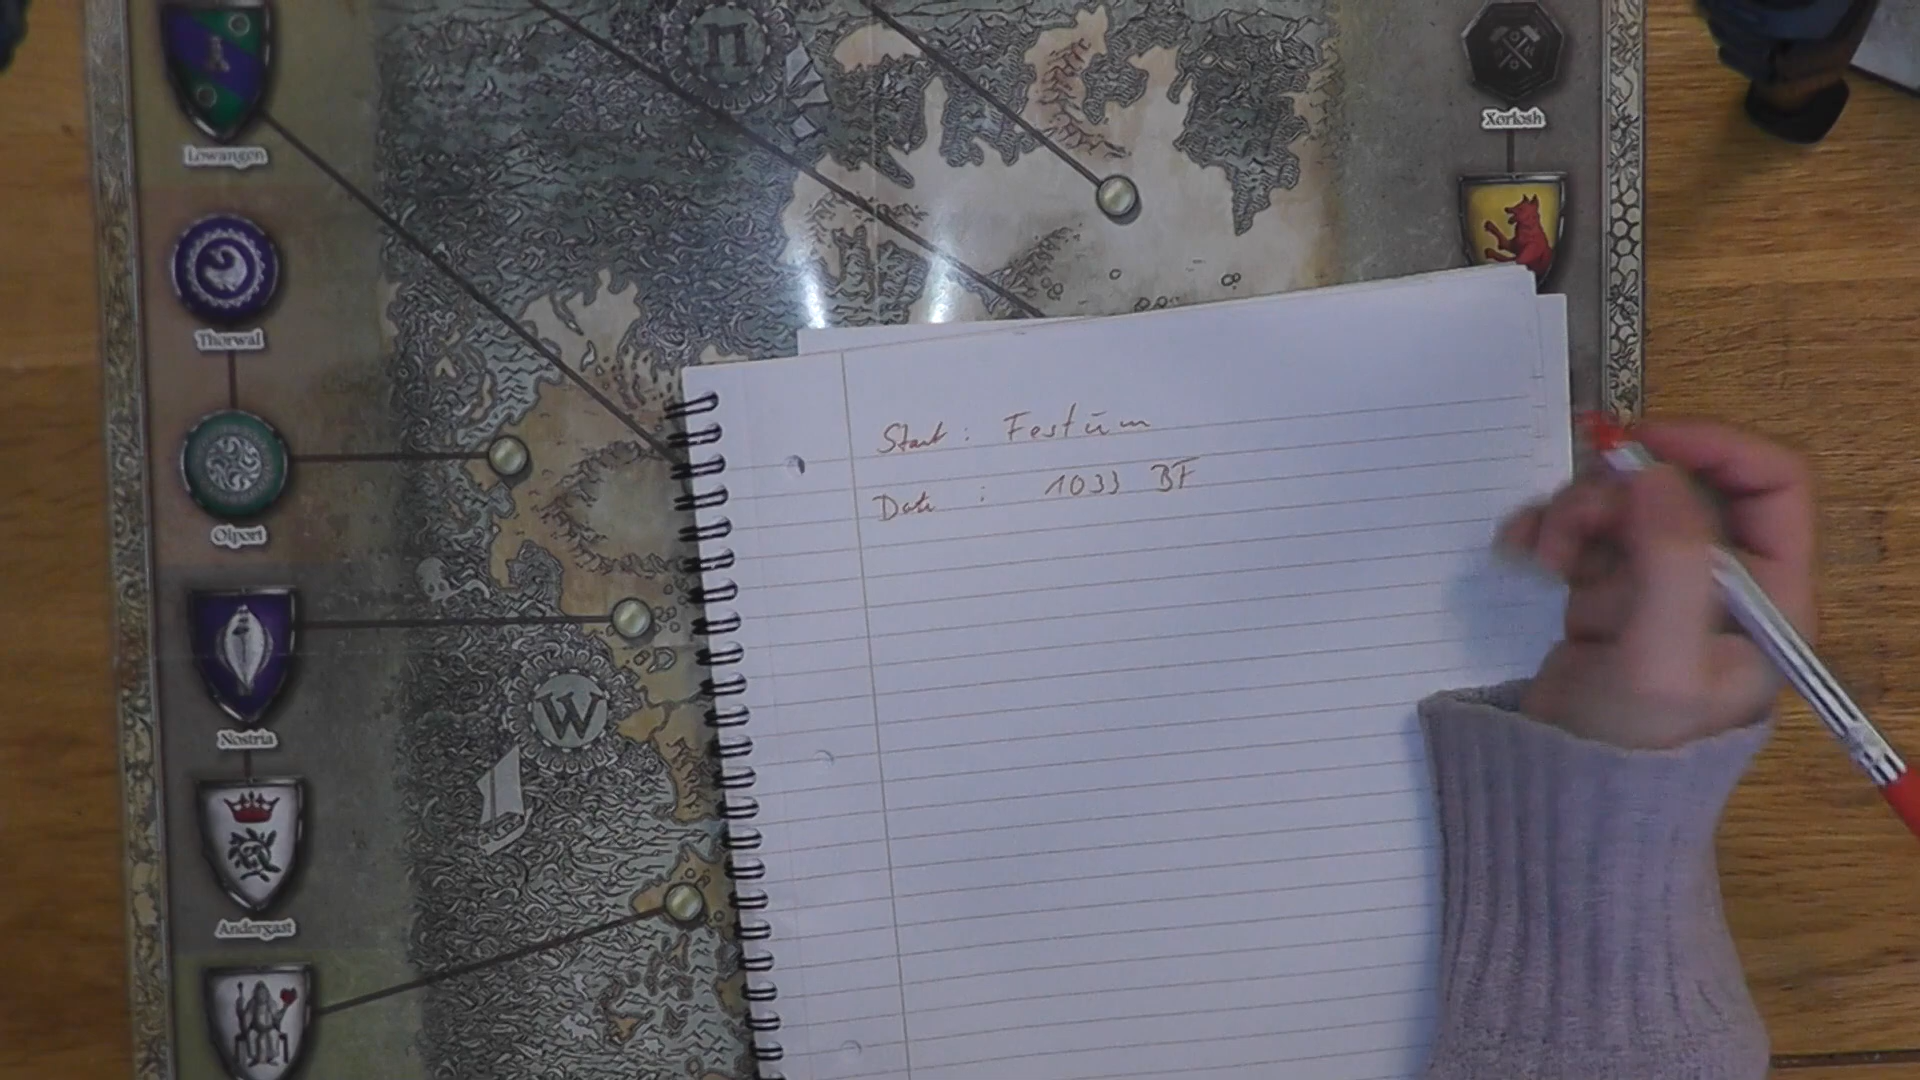 Lowangen
Thorwal
Olport
Nostria
Andergast
Π
W
Xorlosh
Start : Festum
Date : 1033 BF